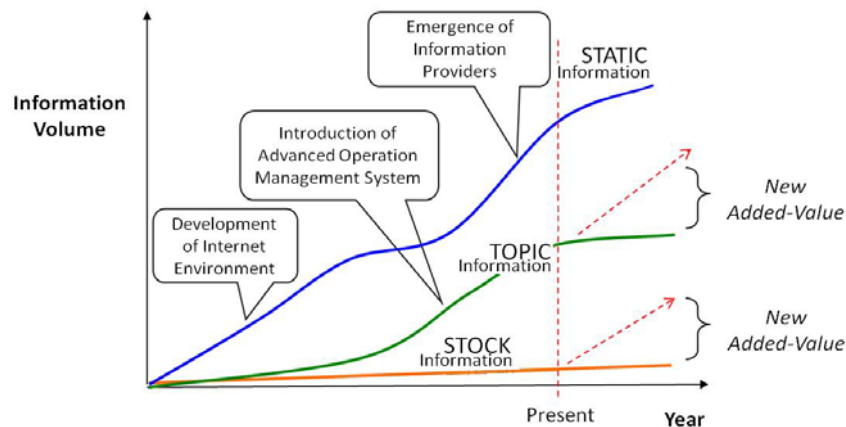 Emergence of
Information
Providers
STATIC
Information
Information
Volume
Introduction of
Advanced Operation
Management System
New
Added-Value
Development
of Internet
Environment
TOPIC
Information
New
Added-Value
STOCK
Information
Present
Year